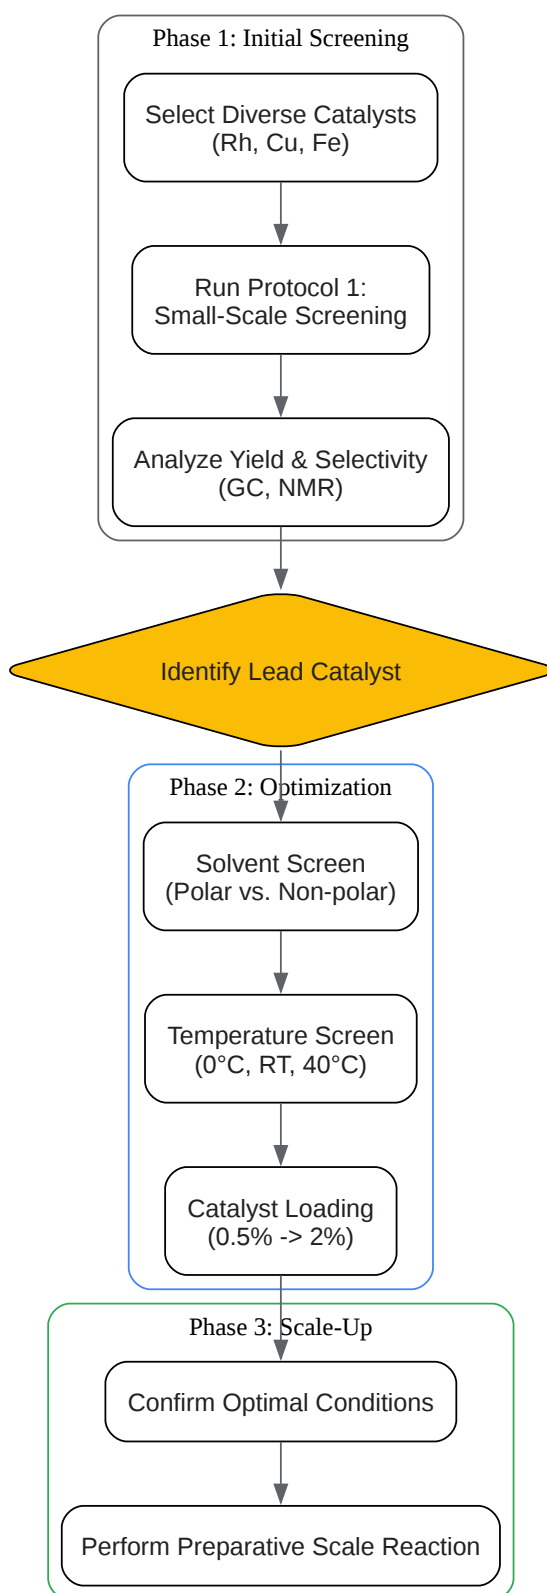 Phase 1: Initial Screening
Select Diverse Catalysts
(Rh, Cu, Fe)
Run Protocol 1:
Small-Scale Screening
Analyze Yield & Selectivity
(GC, NMR)
Identify Lead Catalyst
Phase 2: Optimization
Solvent Screen
(Polar vs. Non-polar)
Temperature Screen
(0°C, RT, 40°C)
Catalyst Loading
(0.5% -> 2%)
Phase 3: Scale-Up
Confirm Optimal Conditions
Perform Preparative Scale Reaction